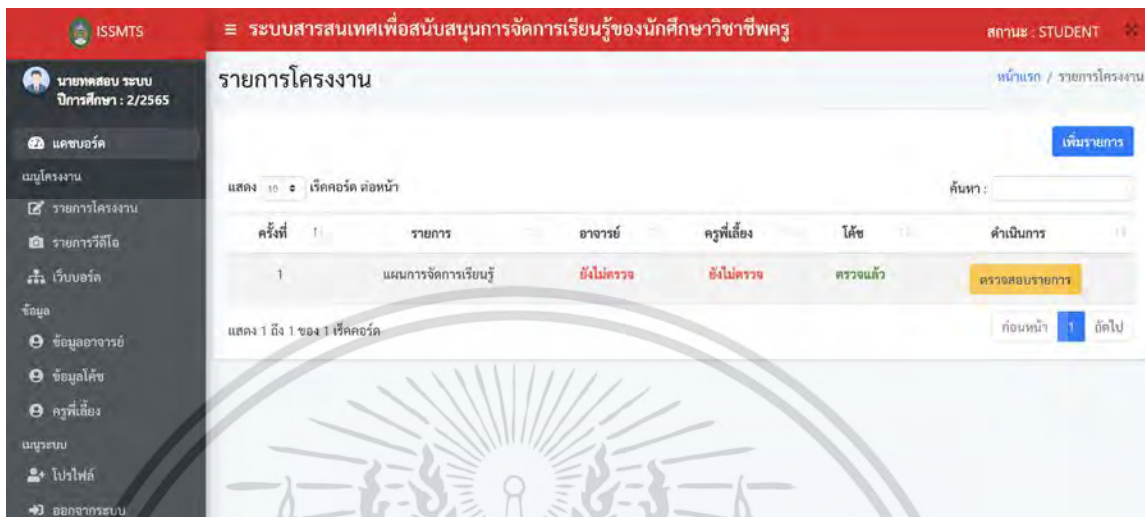 ISSMTS
ระบบสารสนเทศเพื่อสนับสนุนการจัดการเรียนรู้ของนักศึกษาวิชาชีพครู
สถานะ : STUDENT
นายทดสอบ ระบบ
ปีการศึกษา : 2/2565
แดชบอร์ด
เมนูโครงงาน
รายการโครงงาน
รายการวีดีโอ
เว็บบอร์ด
ข้อมูล
ข้อมูลอาจารย์
ข้อมูลโค้ช
ครูพี่เลี้ยง
เมนูระบบ
โปรไฟล์
ออกจากระบบ
รายการโครงงาน
หน้าแรก / รายการโครงงาน
เพิ่มรายการ
แสดง 10 เร็คคอร์ด ต่อหน้า
ค้นหา :
ครั้งที่ รายการ อาจารย์ ครูพี่เลี้ยง โค้ช ดำเนินการ
1 แผนการจัดการเรียนรู้ ยังไม่ตรวจ ยังไม่ตรวจ ตรวจแล้ว ตรวจสอบรายการ
แสดง 1 ถึง 1 ของ 1 เร็คคอร์ด
ก่อนหน้า 1 ถัดไป